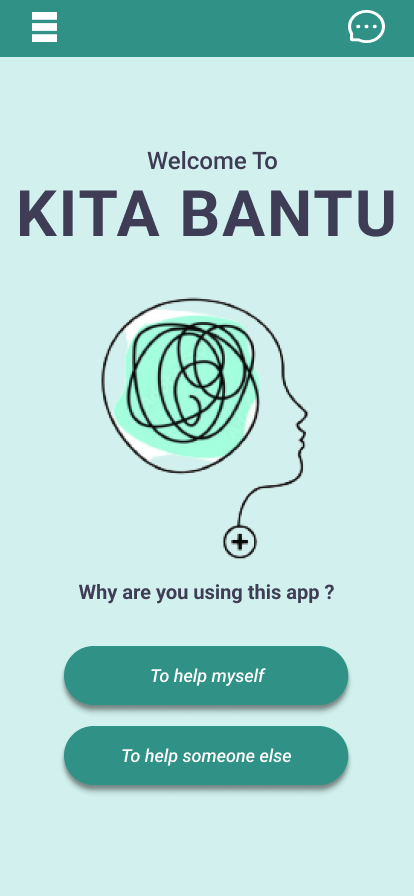 Welcome To
KITA BANTU
Why are you using this app ?
To help myself
To help someone else